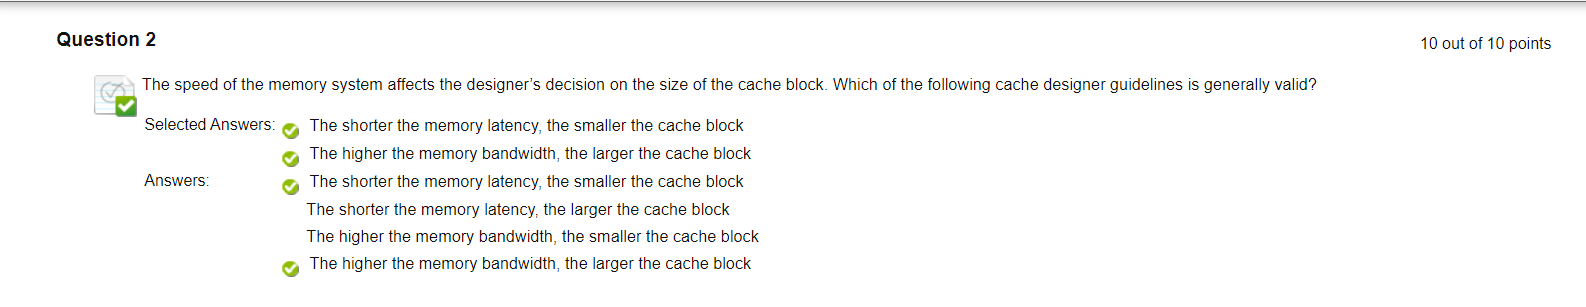 Question 2
10 out of 10 points
The speed of the memory system affects the designer's decision on the size of the cache block. Which of the following cache designer guidelines is generally valid?
Selected Answers: The shorter the memory latency, the smaller the cache block
The higher the memory bandwidth, the larger the cache block
Answers: The shorter the memory latency, the smaller the cache block
The shorter the memory latency, the larger the cache block
The higher the memory bandwidth, the smaller the cache block
The higher the memory bandwidth, the larger the cache block